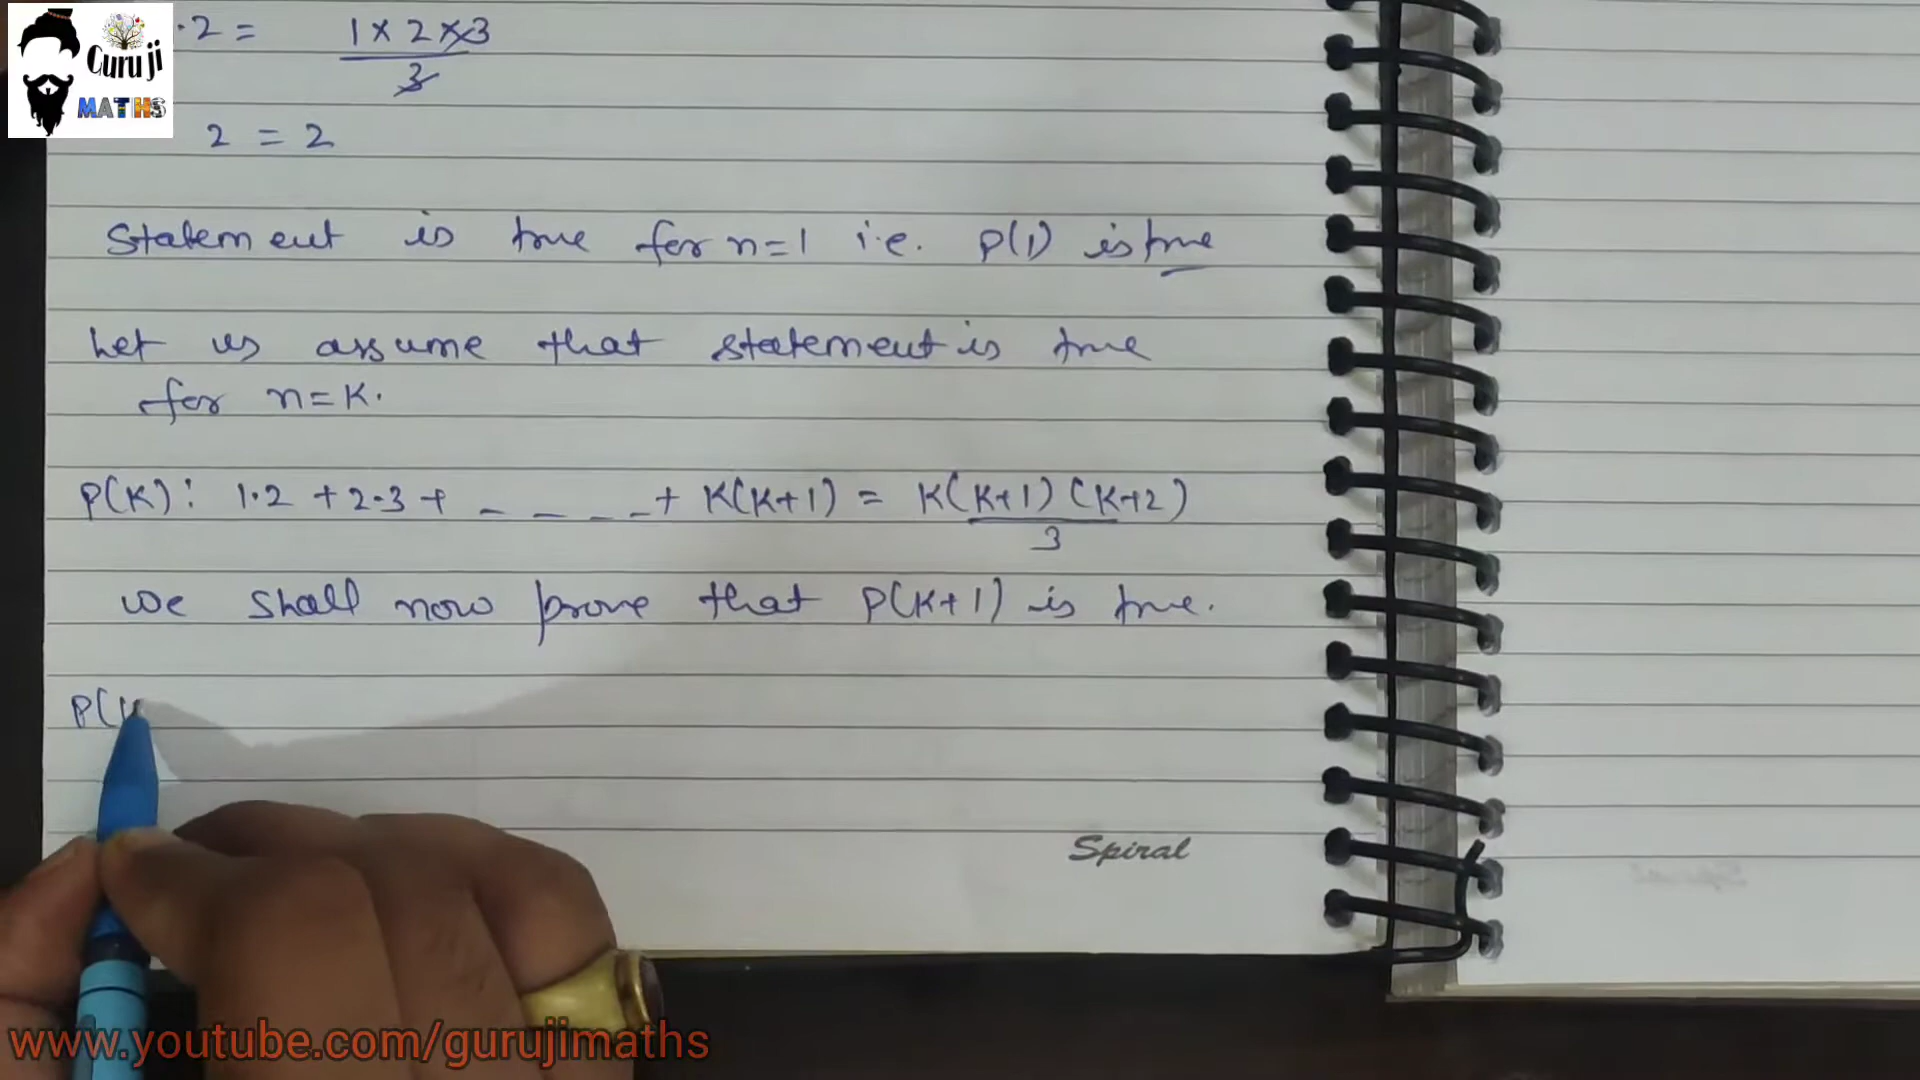 Guru ji
MATHS
.2 = 1 × 2 × 3
3
2 = 2
Statement is true for n=1 i.e. P(1) is true
Let us assume that statement is true
for n=K.
P(K): 1.2 + 2.3 + _ _ _ _ + K(K+1) = K(K+1)(K+2)
3
We shall now prove that P(K+1) is true.
P(
Spiral
www.youtube.com/gurujimaths